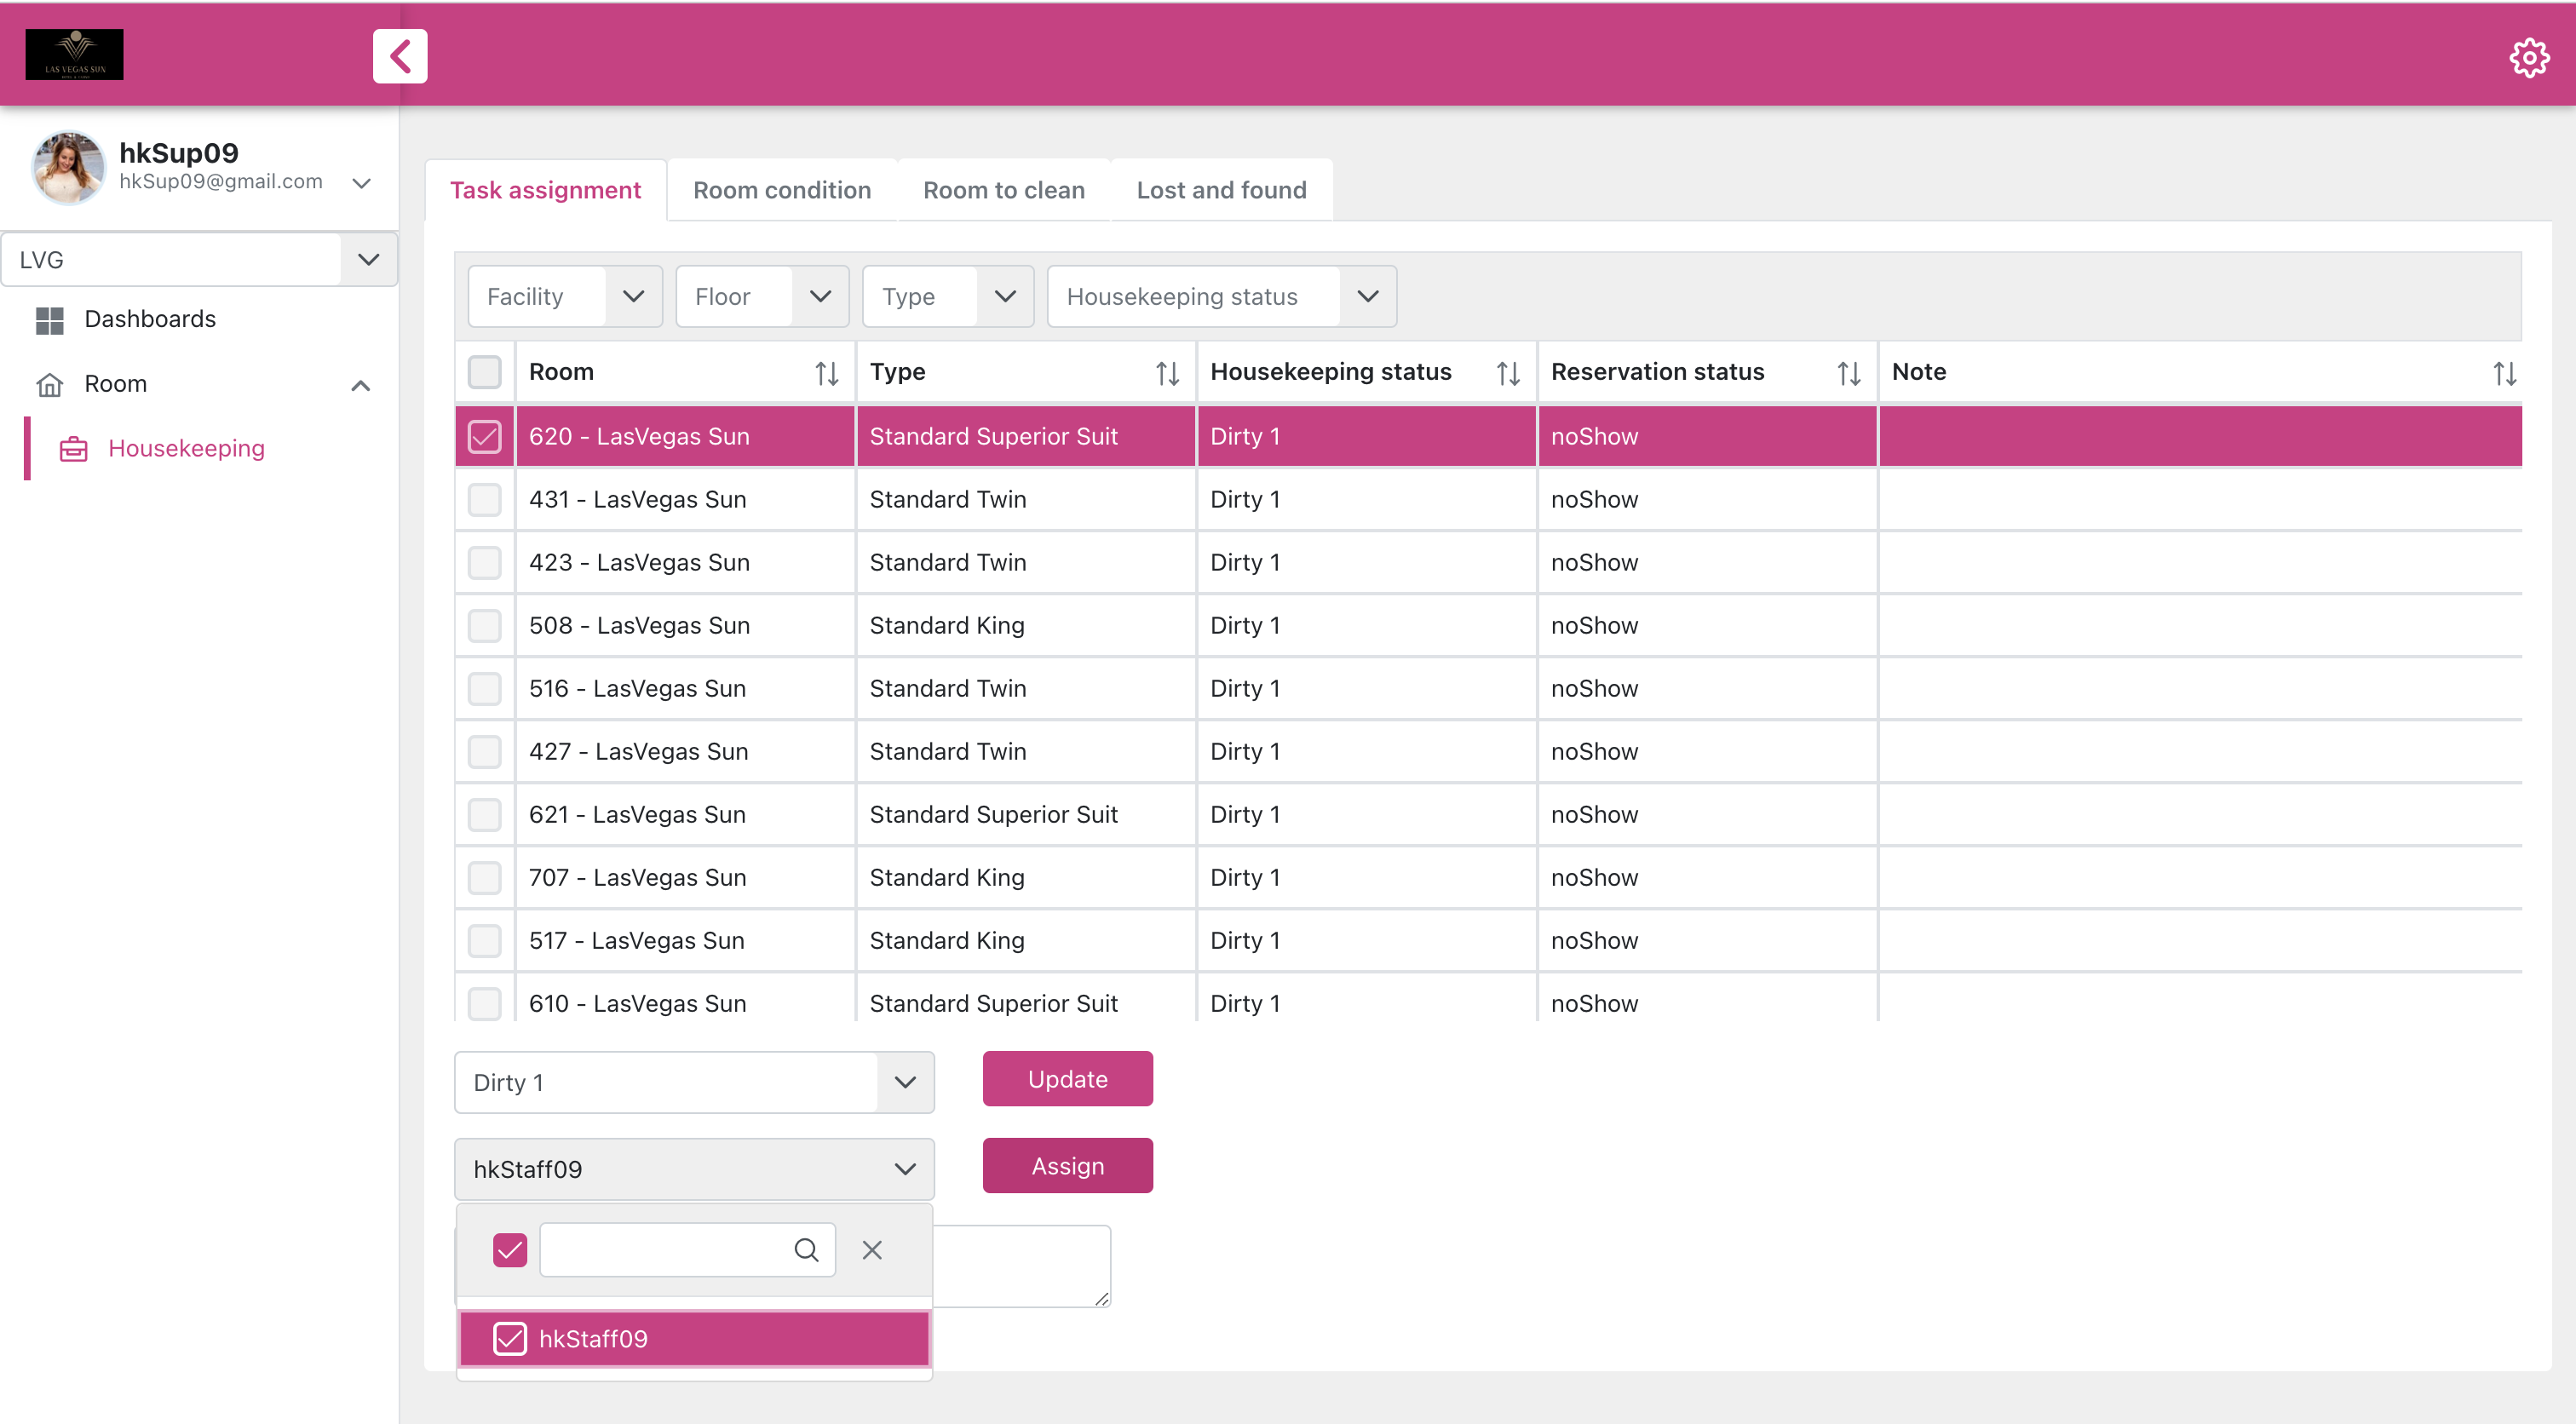 LAS VEGAS SUN
hkSup09
hkSup09@gmail.com
LVG
Dashboards
Room
Housekeeping
Task assignment Room condition Room to clean Lost and found
Facility Floor Type Housekeeping status
Room Type Housekeeping status Reservation status Note
620 - LasVegas Sun Standard Superior Suit Dirty 1 noShow
431 - LasVegas Sun Standard Twin Dirty 1 noShow
423 - LasVegas Sun Standard Twin Dirty 1 noShow
508 - LasVegas Sun Standard King Dirty 1 noShow
516 - LasVegas Sun Standard Twin Dirty 1 noShow
427 - LasVegas Sun Standard Twin Dirty 1 noShow
621 - LasVegas Sun Standard Superior Suit Dirty 1 noShow
707 - LasVegas Sun Standard King Dirty 1 noShow
517 - LasVegas Sun Standard King Dirty 1 noShow
610 - LasVegas Sun Standard Superior Suit Dirty 1 noShow
Dirty 1 Update
hkStaff09 Assign
hkStaff09